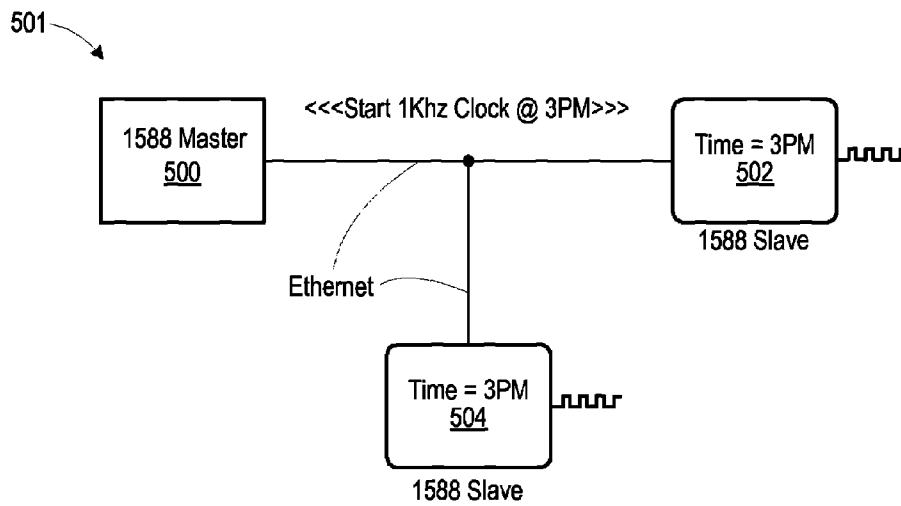 501
<<<Start 1Khz Clock @ 3PM>>>
1588 Master
500
Time = 3PM
502
1588 Slave
Ethernet
Time = 3PM
504
1588 Slave